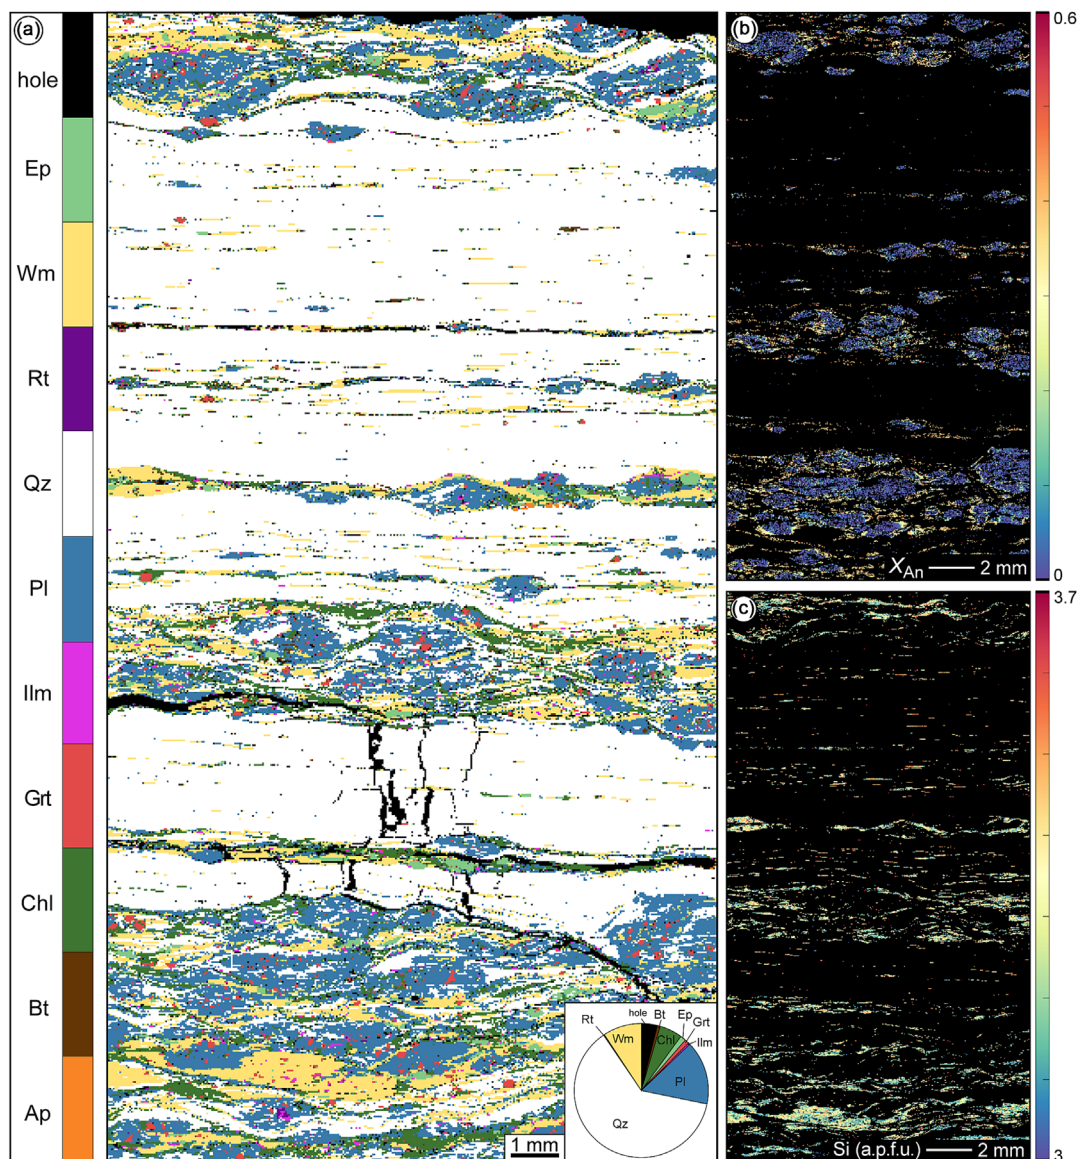 (a)
hole
Ep
Wm
Rt
Qz
Pl
Ilm
Grt
Chl
Bt
Ap
Rt
hole
Bt
Ep
Grt
Ilm
Wm
Chl
Pl
Qz
1 mm
(b)
0.6
XAn
2 mm
0
(c)
3.7
Si (a.p.f.u.)
2 mm
3